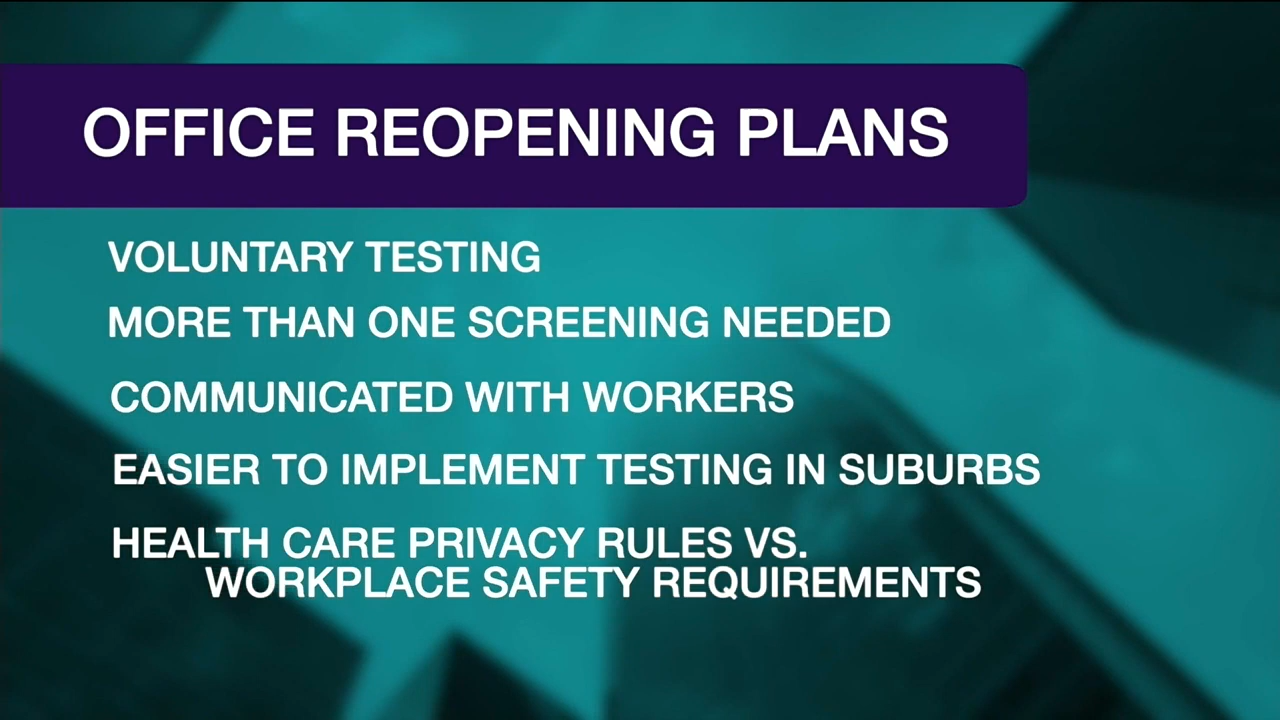 OFFICE REOPENING PLANS
VOLUNTARY TESTING
MORE THAN ONE SCREENING NEEDED
COMMUNICATED WITH WORKERS
EASIER TO IMPLEMENT TESTING IN SUBURBS
HEALTH CARE PRIVACY RULES VS.
WORKPLACE SAFETY REQUIREMENTS